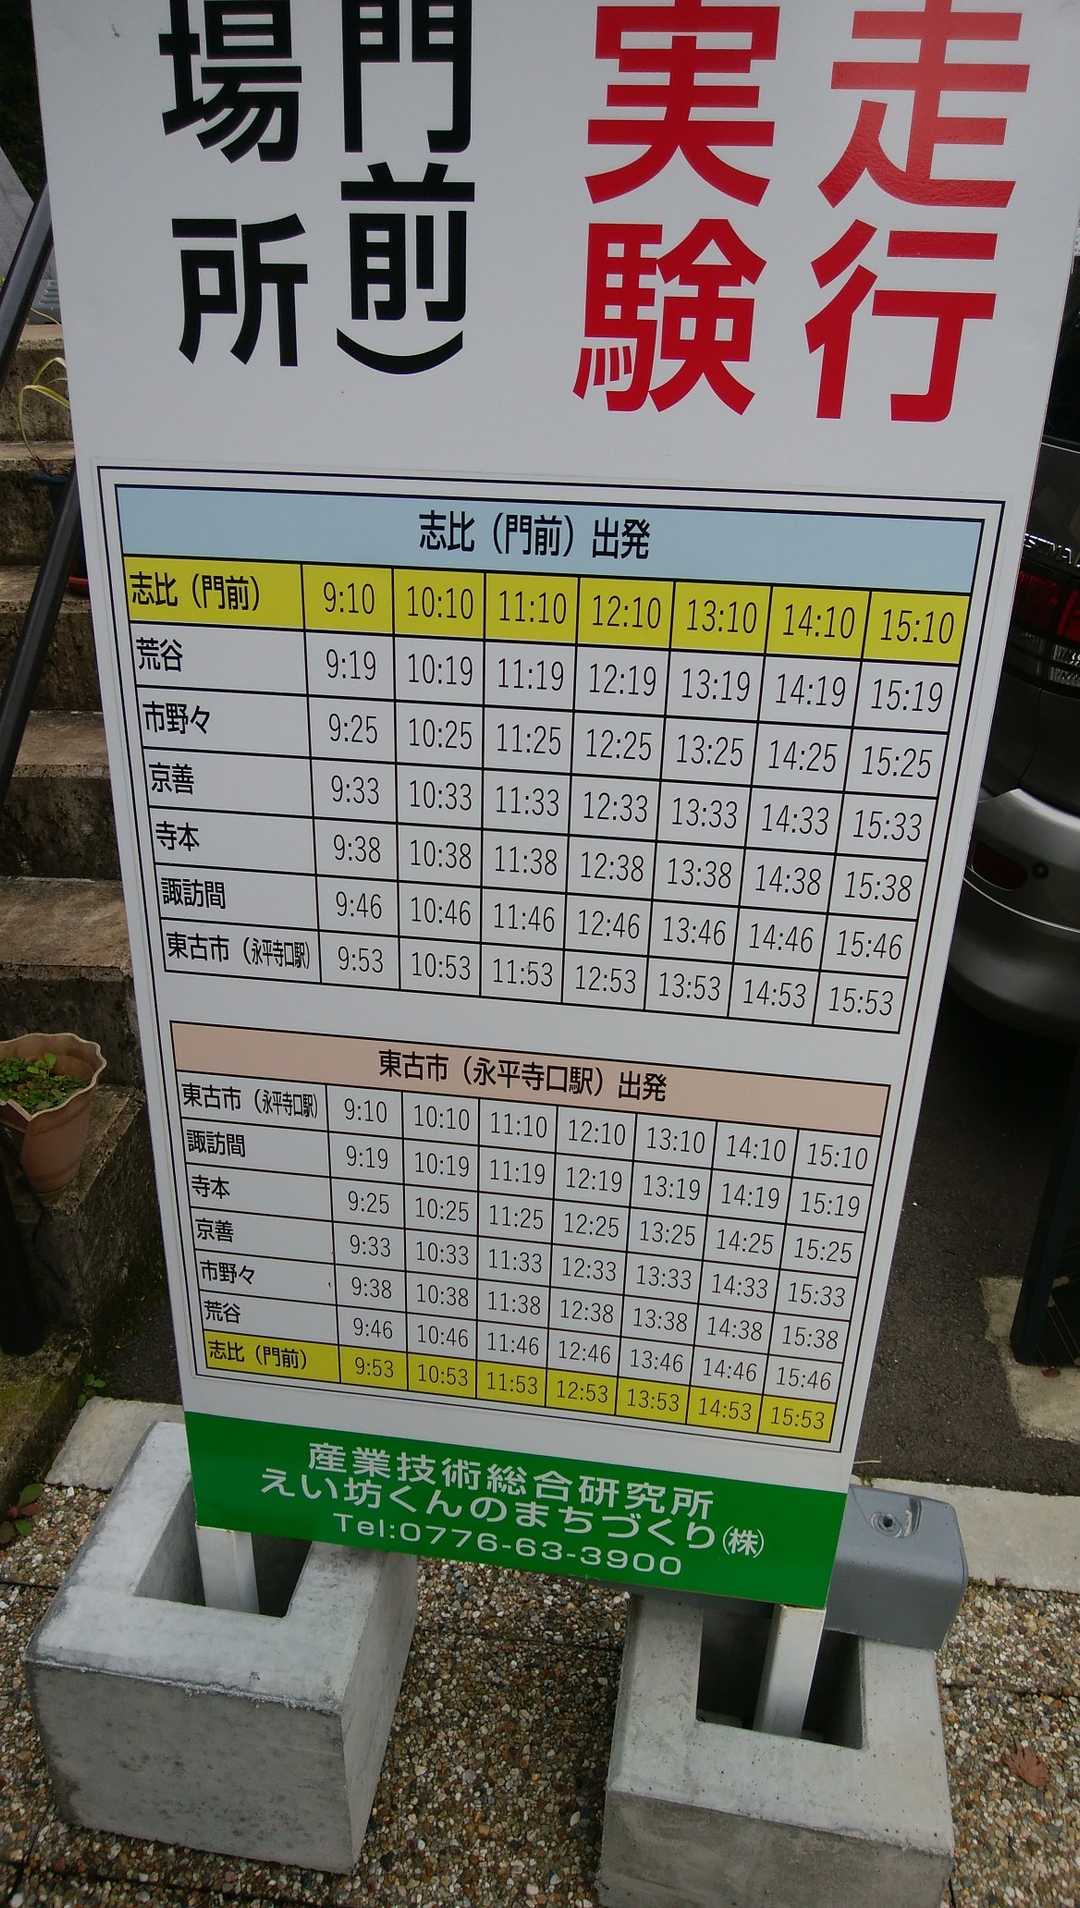 走行
実験
門前）
場所
志比（門前）出発
志比（門前） 9:10 10:10 11:10 12:10 13:10 14:10 15:10
荒谷 9:19 10:19 11:19 12:19 13:19 14:19 15:19
市野々 9:25 10:25 11:25 12:25 13:25 14:25 15:25
京善 9:33 10:33 11:33 12:33 13:33 14:33 15:33
寺本 9:38 10:38 11:38 12:38 13:38 14:38 15:38
諏訪間 9:46 10:46 11:46 12:46 13:46 14:46 15:46
東古市（永平寺口駅） 9:53 10:53 11:53 12:53 13:53 14:53 15:53
東古市（永平寺口駅）出発
東古市（永平寺口駅） 9:10 10:10 11:10 12:10 13:10 14:10 15:10
諏訪間 9:19 10:19 11:19 12:19 13:19 14:19 15:19
寺本 9:25 10:25 11:25 12:25 13:25 14:25 15:25
京善 9:33 10:33 11:33 12:33 13:33 14:33 15:33
市野々 9:38 10:38 11:38 12:38 13:38 14:38 15:38
荒谷 9:46 10:46 11:46 12:46 13:46 14:46 15:46
志比（門前） 9:53 10:53 11:53 12:53 13:53 14:53 15:53
産業技術総合研究所
えい坊くんのまちづくり㈱
Tel:0776-63-3900